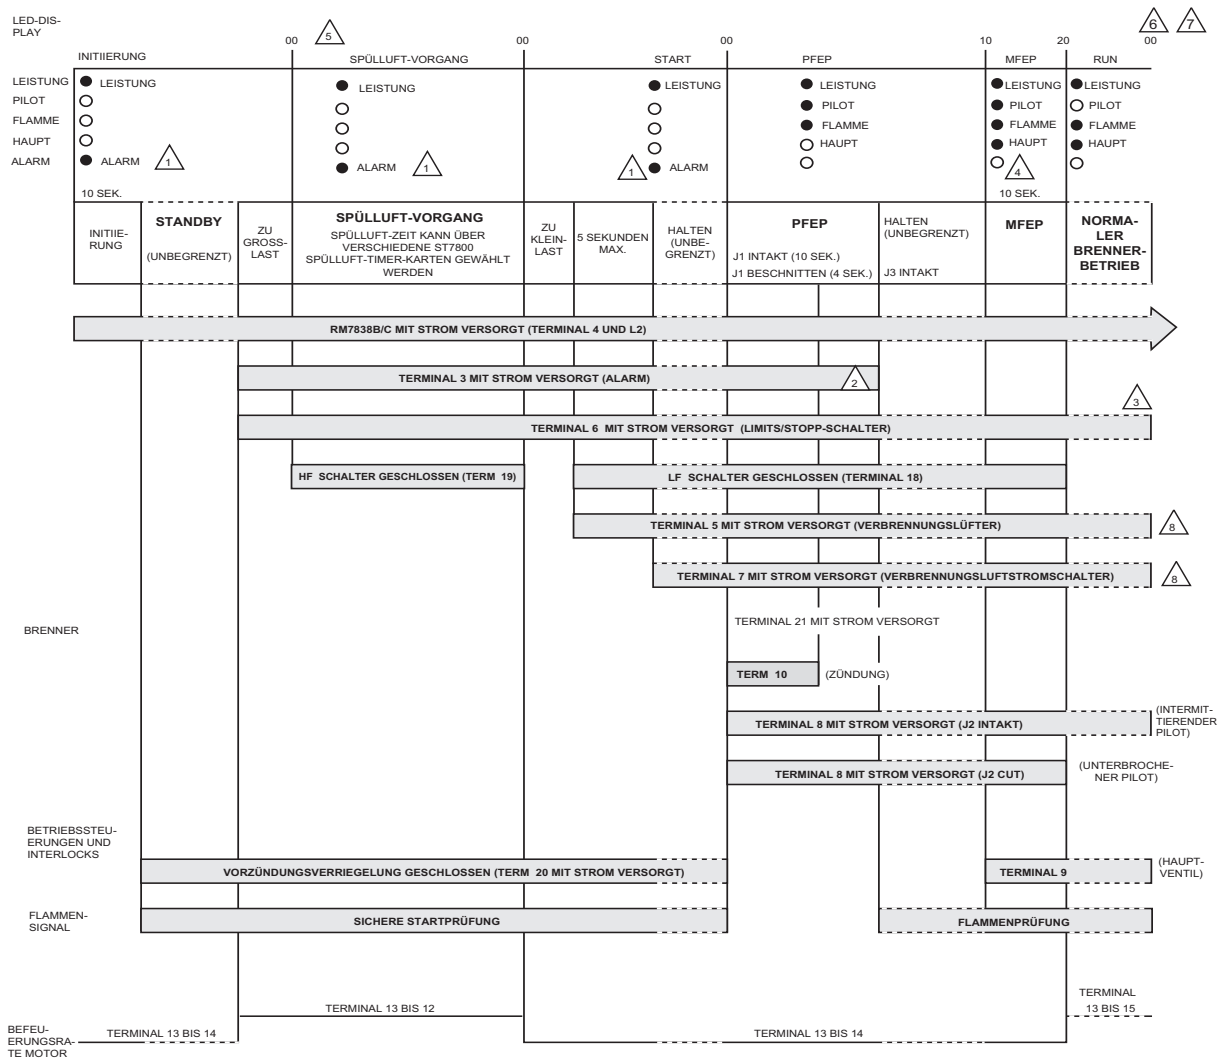 LED-DIS-
PLAY
6 7
00 5 00 00 10 20 00
INITIIERUNG SPÜLLUFT-VORGANG START PFEP MFEP RUN
LEISTUNG LEISTUNG LEISTUNG LEISTUNG LEISTUNG LEISTUNG LEISTUNG
PILOT PILOT PILOT PILOT
FLAMME FLAMME FLAMME FLAMME
HAUPT HAUPT HAUPT HAUPT
ALARM ALARM 1 ALARM 1 1 ALARM 4
10 SEK. 10 SEK.
INITIIE-
RUNG
STANDBY
(UNBEGRENZT)
ZU
GROSS-
LAST
SPÜLLUFT-VORGANG
SPÜLLUFT-ZEIT KANN ÜBER
VERSCHIEDENE ST7800
SPÜLLUFT-TIMER-KARTEN GEWÄHLT
WERDEN
ZU
KLEIN-
LAST
5 SEKUNDEN
MAX.
HALTEN
(UNBE-
GRENZT)
PFEP
J1 INTAKT (10 SEK.)
J1 BESCHNITTEN (4 SEK.)
HALTEN
(UNBEGRENZT)
J3 INTAKT
MFEP
NORMA-
LER
BRENNER-
BETRIEB
RM7838B/C MIT STROM VERSORGT (TERMINAL 4 UND L2)
TERMINAL 3 MIT STROM VERSORGT (ALARM) 2
3
TERMINAL 6 MIT STROM VERSORGT (LIMITS/STOPP-SCHALTER)
HF SCHALTER GESCHLOSSEN (TERM 19) LF SCHALTER GESCHLOSSEN (TERMINAL 18)
TERMINAL 5 MIT STROM VERSORGT (VERBRENNUNGSLÜFTER) 8
TERMINAL 7 MIT STROM VERSORGT (VERBRENNUNGSLUFTSTROMSCHALTER) 8
TERMINAL 21 MIT STROM VERSORGT
BRENNER
TERM 10 (ZÜNDUNG)
TERMINAL 8 MIT STROM VERSORGT (J2 INTAKT)
(INTERMIT-
TIERENDER
PILOT)
TERMINAL 8 MIT STROM VERSORGT (J2 CUT)
(UNTERBROCHE-
NER PILOT)
BETRIEBSSTEU-
ERUNGEN UND
INTERLOCKS
VORZÜNDUNGSVERRIEGELUNG GESCHLOSSEN (TERM 20 MIT STROM VERSORGT) TERMINAL 9
(HAUPT-
VENTIL)
FLAMMEN-
SIGNAL
SICHERE STARTPRÜFUNG FLAMMENPRÜFUNG
TERMINAL
13 BIS 15
TERMINAL 13 BIS 12
BEFEU-
ERUNGSRA-
TE MOTOR
TERMINAL 13 BIS 14 TERMINAL 13 BIS 14